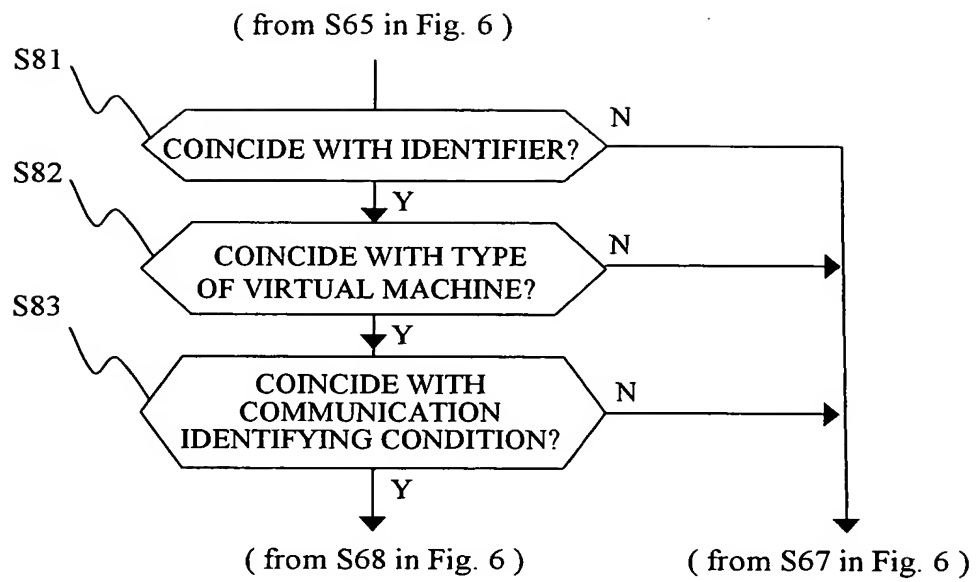 ( from S65 in Fig. 6 )
S81
N
COINCIDE WITH IDENTIFIER?
S82
Y
N
COINCIDE WITH TYPE
OF VIRTUAL MACHINE?
S83
Y
N
COINCIDE WITH
COMMUNICATION
IDENTIFYING CONDITION?
Y
( from S68 in Fig. 6 )
( from S67 in Fig. 6 )